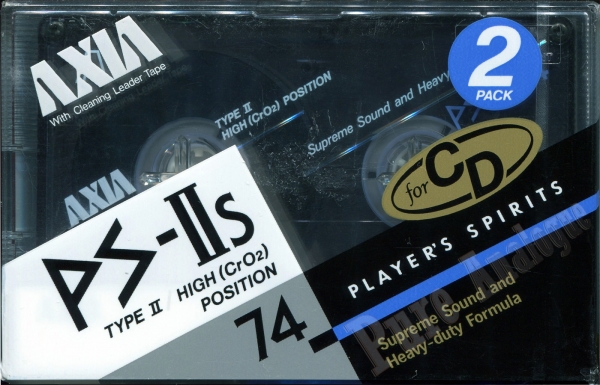 AXIA
With Cleaning Leader Tape
TYPE II
HIGH (CrO2) POSITION
Supreme Sound and Heavy
2
PACK
for CD
AXIA
PS-IIs
TYPE II HIGH (CrO2)
POSITION
74
PLAYER'S SPIRITS
Pure Analogue
Supreme Sound and
Heavy-duty Formula